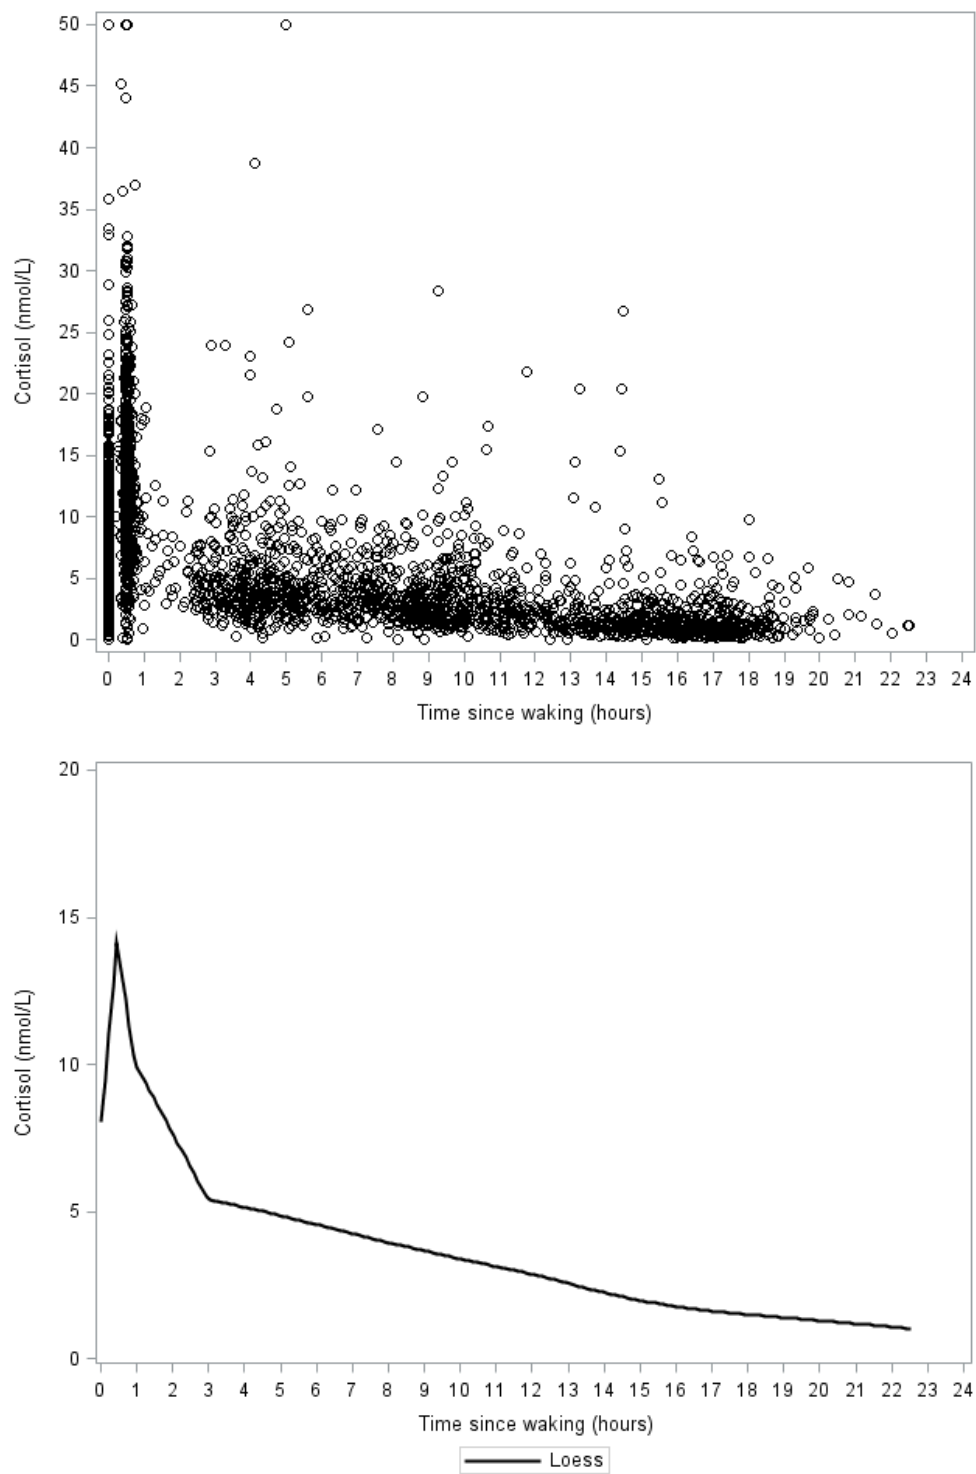 50
45
40
35
30
25
20
15
10
5
0
Cortisol (nmol/L)
0 1 2 3 4 5 6 7 8 9 10 11 12 13 14 15 16 17 18 19 20 21 22 23 24
Time since waking (hours)
20
15
10
5
0
Cortisol (nmol/L)
0 1 2 3 4 5 6 7 8 9 10 11 12 13 14 15 16 17 18 19 20 21 22 23 24
Time since waking (hours)
Loess